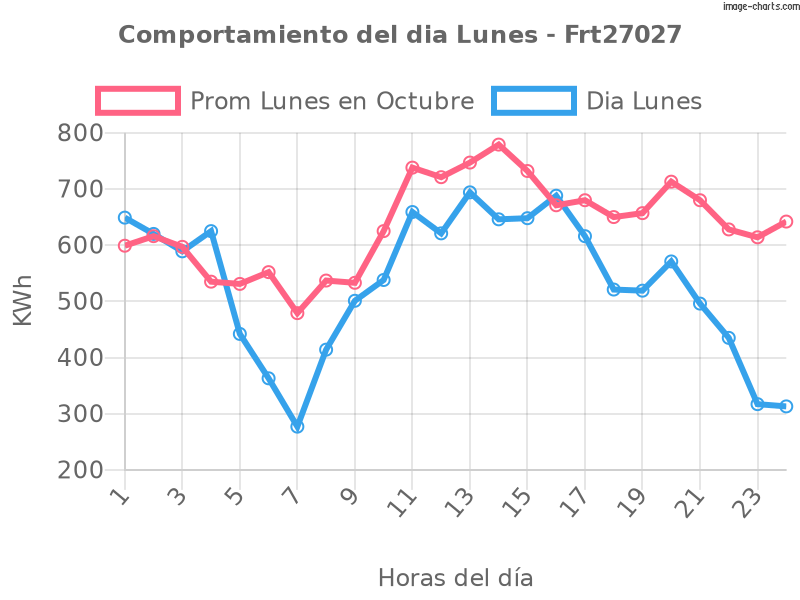 image-charts.com
Comportamiento del dia Lunes - Frt27027
Prom Lunes en Octubre
Dia Lunes
800
700
600
500
400
300
200
KWh
1 3 5 7 9 11 13 15 17 19 21 23
Horas del día